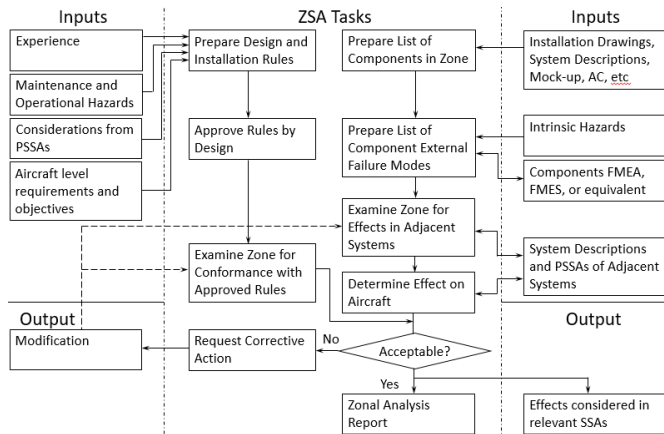 Inputs
ZSA Tasks
Inputs
Experience
Maintenance and
Operational Hazards
Considerations from
PSSAs
Aircraft level
requirements and
objectives
Prepare Design and
Installation Rules
Approve Rules by
Design
Examine Zone for
Conformance with
Approved Rules
Prepare List of
Components in Zone
Prepare List of
Component External
Failure Modes
Examine Zone for
Effects in Adjacent
Systems
Determine Effect on
Aircraft
Installation Drawings,
System Descriptions,
Mock-up, AC, etc
Intrinsic Hazards
Components FMEA,
FMES, or equivalent
System Descriptions
and PSSAs of Adjacent
Systems
Output
Modification
Request Corrective
Action
No
Acceptable?
Yes
Zonal Analysis
Report
Output
Effects considered in
relevant SSAs